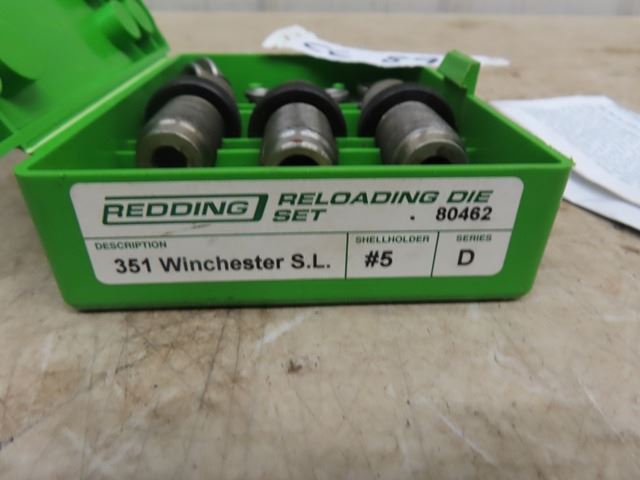 REDDING
RELOADING DIE
SET . 80462
DESCRIPTION
351 Winchester S.L.
SHELLHOLDER
#5
SERIES
D